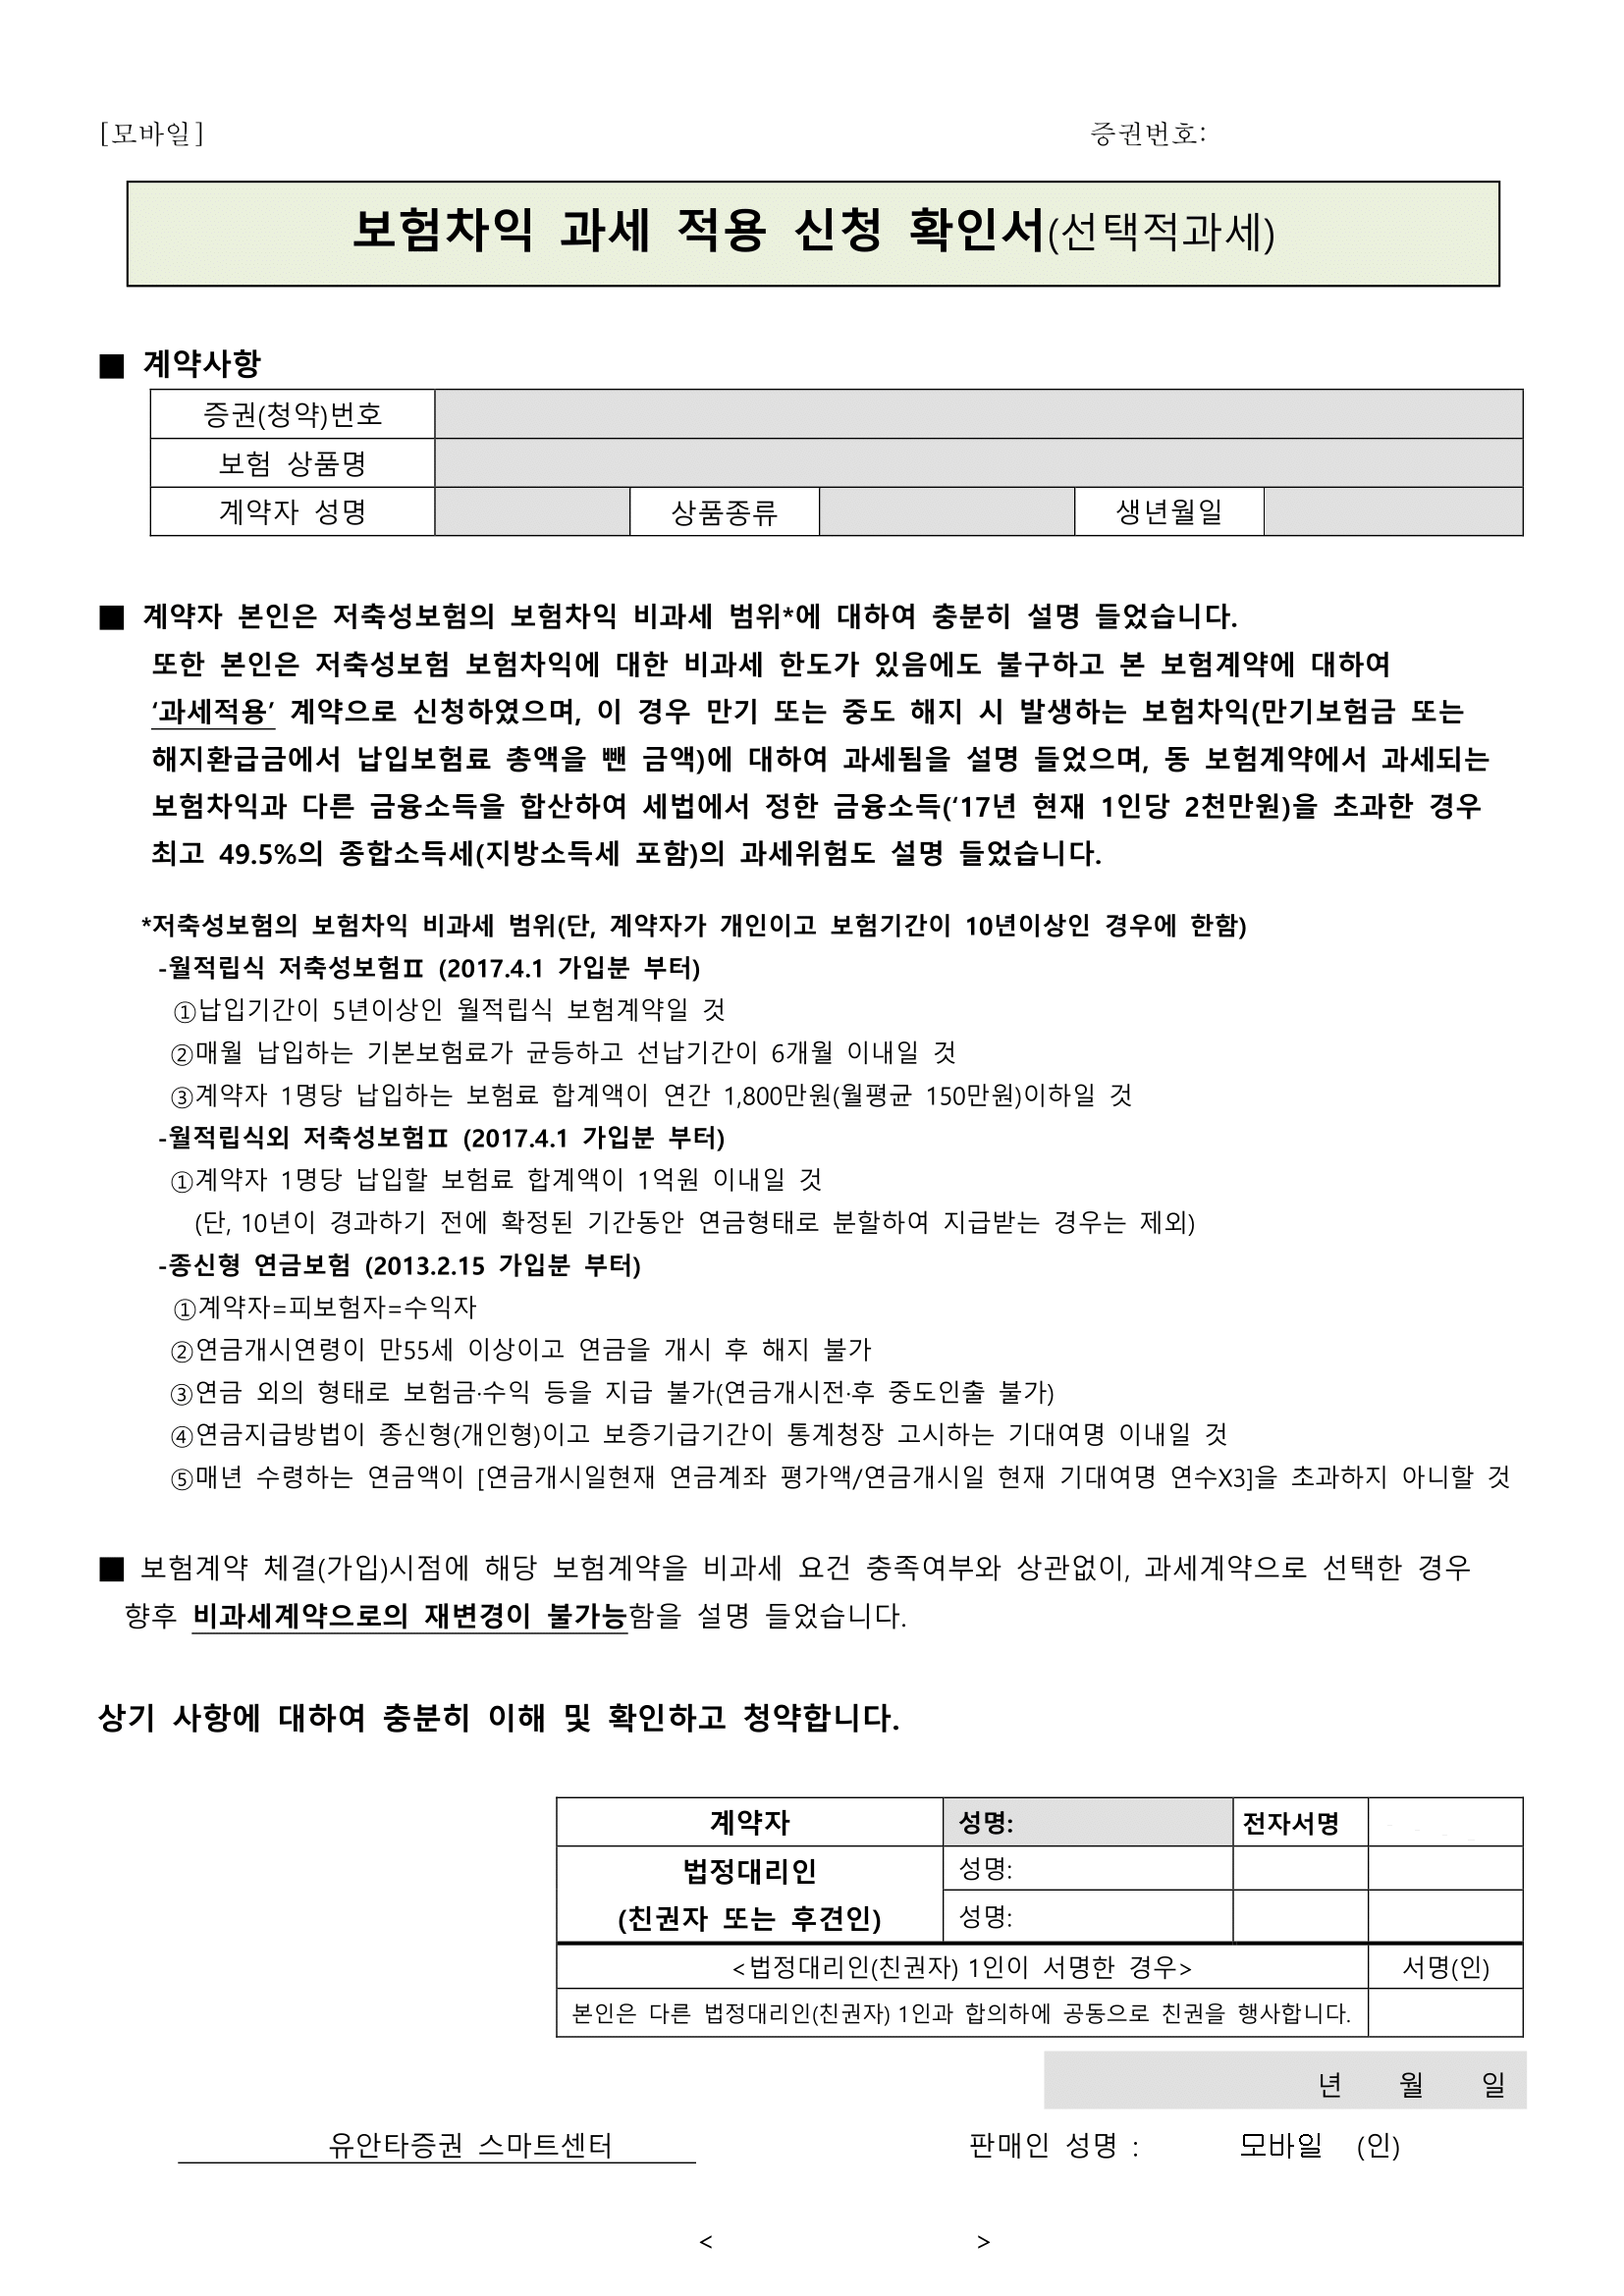 [모바일] 증권번호:
보험차익 과세 적용 신청 확인서(선택적과세)
■ 계약사항
증권(청약)번호
보험 상품명
계약자 성명 상품종류 생년월일
■ 계약자 본인은 저축성보험의 보험차익 비과세 범위*에 대하여 충분히 설명 들었습니다.
또한 본인은 저축성보험 보험차익에 대한 비과세 한도가 있음에도 불구하고 본 보험계약에 대하여
‘과세적용’ 계약으로 신청하였으며, 이 경우 만기 또는 중도 해지 시 발생하는 보험차익(만기보험금 또는
해지환급금에서 납입보험료 총액을 뺀 금액)에 대하여 과세됨을 설명 들었으며, 동 보험계약에서 과세되는
보험차익과 다른 금융소득을 합산하여 세법에서 정한 금융소득(‘17년 현재 1인당 2천만원)을 초과한 경우
최고 49.5%의 종합소득세(지방소득세 포함)의 과세위험도 설명 들었습니다.
*저축성보험의 보험차익 비과세 범위(단, 계약자가 개인이고 보험기간이 10년이상인 경우에 한함)
-월적립식 저축성보험Ⅱ (2017.4.1 가입분 부터)
①납입기간이 5년이상인 월적립식 보험계약일 것
②매월 납입하는 기본보험료가 균등하고 선납기간이 6개월 이내일 것
③계약자 1명당 납입하는 보험료 합계액이 연간 1,800만원(월평균 150만원)이하일 것
-월적립식외 저축성보험Ⅱ (2017.4.1 가입분 부터)
①계약자 1명당 납입할 보험료 합계액이 1억원 이내일 것
(단, 10년이 경과하기 전에 확정된 기간동안 연금형태로 분할하여 지급받는 경우는 제외)
-종신형 연금보험 (2013.2.15 가입분 부터)
①계약자=피보험자=수익자
②연금개시연령이 만55세 이상이고 연금을 개시 후 해지 불가
③연금 외의 형태로 보험금·수익 등을 지급 불가(연금개시전·후 중도인출 불가)
④연금지급방법이 종신형(개인형)이고 보증기급기간이 통계청장 고시하는 기대여명 이내일 것
⑤매년 수령하는 연금액이 [연금개시일현재 연금계좌 평가액/연금개시일 현재 기대여명 연수X3]을 초과하지 아니할 것
■ 보험계약 체결(가입)시점에 해당 보험계약을 비과세 요건 충족여부와 상관없이, 과세계약으로 선택한 경우
향후 비과세계약으로의 재변경이 불가능함을 설명 들었습니다.
상기 사항에 대하여 충분히 이해 및 확인하고 청약합니다.
계약자 성명: 전자서명
법정대리인 성명:
(친권자 또는 후견인) 성명:
<법정대리인(친권자) 1인이 서명한 경우> 서명(인)
본인은 다른 법정대리인(친권자) 1인과 합의하에 공동으로 친권을 행사합니다.
년 월 일
유안타증권 스마트센터 판매인 성명 : 모바일 (인)
< >